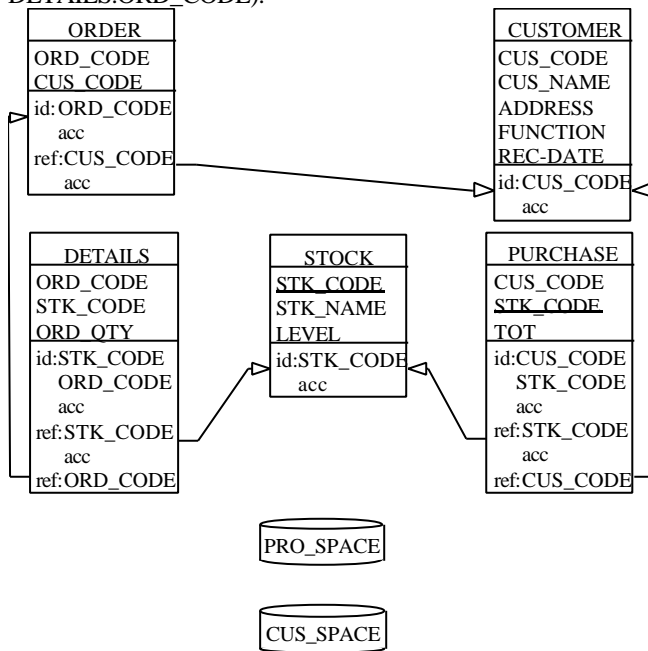 DETAILS.ORD_CODE).
ORDER
ORD_CODE
CUS_CODE
id:ORD_CODE
acc
ref:CUS_CODE
acc
CUSTOMER
CUS_CODE
CUS_NAME
ADDRESS
FUNCTION
REC-DATE
id:CUS_CODE
acc
DETAILS
ORD_CODE
STK_CODE
ORD_QTY
id:STK_CODE
ORD_CODE
acc
ref:STK_CODE
acc
ref:ORD_CODE
STOCK
STK_CODE
STK_NAME
LEVEL
id:STK_CODE
acc
PURCHASE
CUS_CODE
STK_CODE
TOT
id:CUS_CODE
STK_CODE
acc
ref:STK_CODE
acc
ref:CUS_CODE
PRO_SPACE
CUS_SPACE